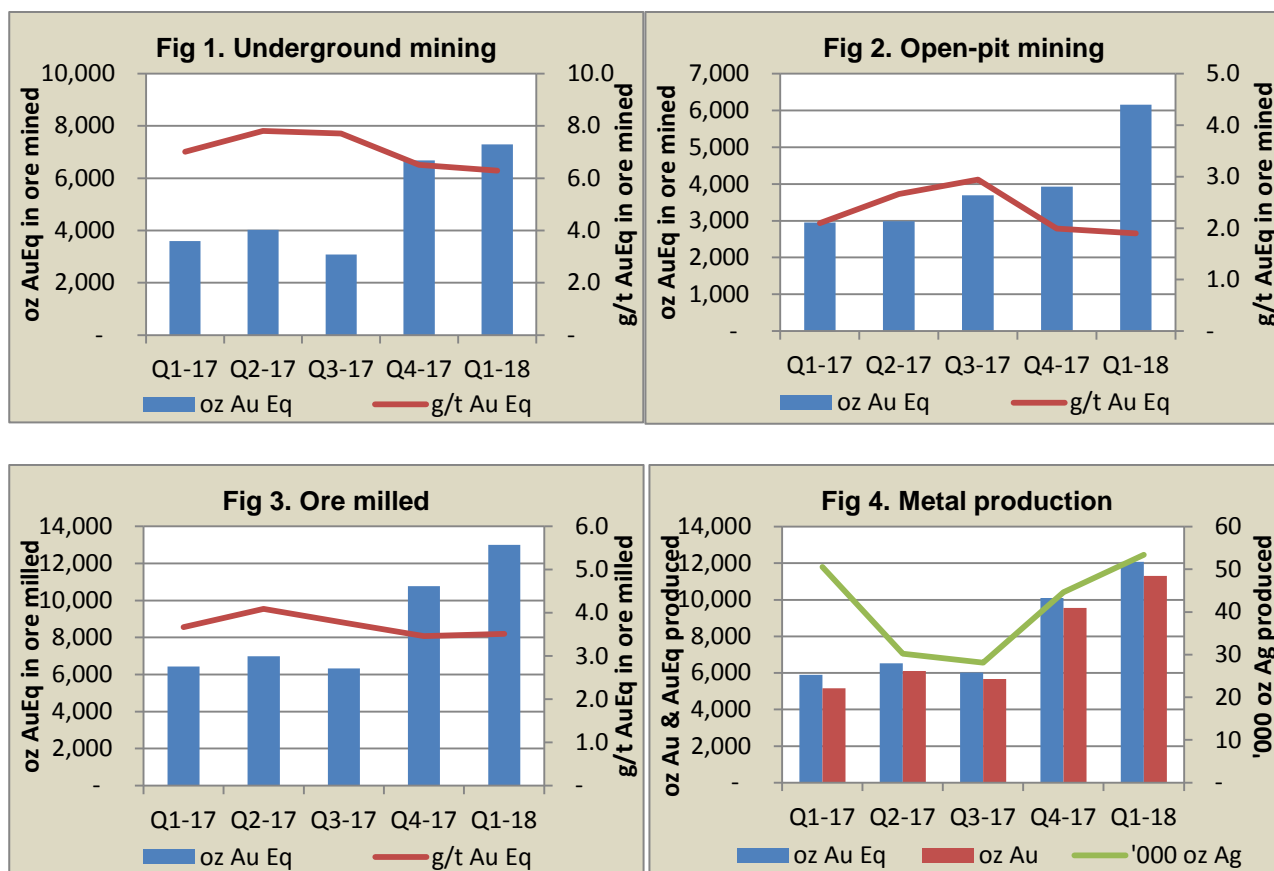 Fig 1. Underground mining
oz AuEq in ore mined
10,000
8,000
6,000
4,000
2,000
-
10.0
8.0
6.0
4.0
2.0
-
g/t AuEq in ore mined
Q1-17 Q2-17 Q3-17 Q4-17 Q1-18
oz Au Eq g/t Au Eq
Fig 2. Open-pit mining
oz AuEq in ore mined
7,000
6,000
5,000
4,000
3,000
2,000
1,000
-
5.0
4.0
3.0
2.0
1.0
-
g/t AuEq in ore mined
Q1-17 Q2-17 Q3-17 Q4-17 Q1-18
oz Au Eq g/t Au Eq
Fig 3. Ore milled
oz AuEq in ore milled
14,000
12,000
10,000
8,000
6,000
4,000
2,000
-
6.0
5.0
4.0
3.0
2.0
1.0
-
g/t AuEq in ore milled
Q1-17 Q2-17 Q3-17 Q4-17 Q1-18
oz Au Eq g/t Au Eq
Fig 4. Metal production
oz Au & AuEq produced
14,000
12,000
10,000
8,000
6,000
4,000
2,000
-
60
50
40
30
20
10
-
'000 oz Ag produced
Q1-17 Q2-17 Q3-17 Q4-17 Q1-18
oz Au Eq oz Au '000 oz Ag